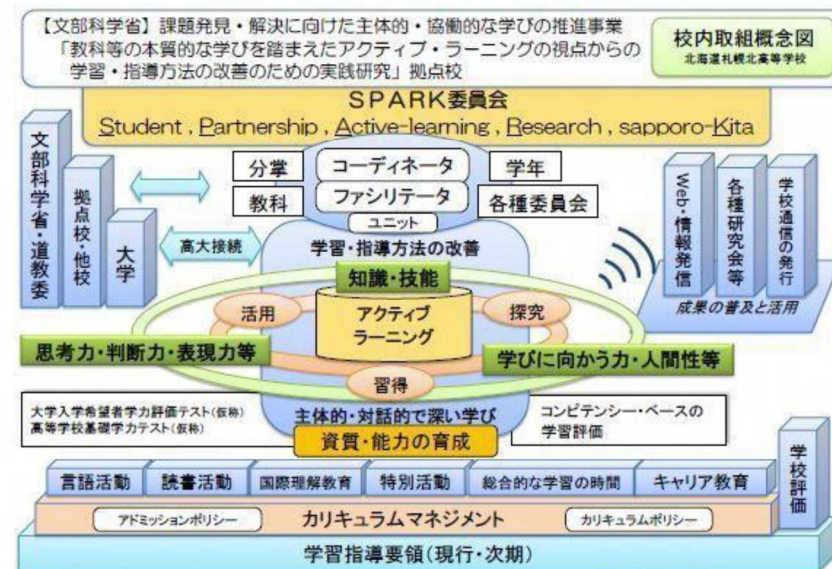 【文部科学省】課題発見・解決に向けた主体的・協働的な学びの推進事業
「教科等の本質的な学びを踏まえたアクティブ・ラーニングの視点からの
学習・指導方法の改善のための実践研究」拠点校
校内取組概念図
北海道札幌北高等学校
SPARK委員会
Student , Partnership , Active-learning , Research , sapporo-Kita
文部科学省・道教委
拠点校・他校
大学
高大接続
分掌
教科
コーディネータ
ファシリテータ
ユニット
学年
各種委員会
Web・情報発信
各種研究会等
学校通信の発行
成果の普及と活用
学習・指導方法の改善
知識・技能
活用
アクティブ
ラーニング
探究
思考力・判断力・表現力等
学びに向かう力・人間性等
習得
主体的・対話的で深い学び
資質・能力の育成
大学入学希望者学力評価テスト(仮称)
高等学校基礎学力テスト(仮称)
コンピテンシー・ベースの
学習評価
言語活動
読書活動
国際理解教育
特別活動
総合的な学習の時間
キャリア教育
学校評価
アドミッションポリシー
カリキュラムマネジメント
カリキュラムポリシー
学習指導要領(現行・次期)